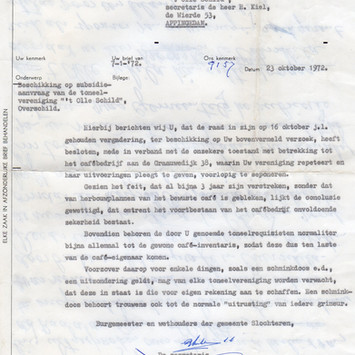 secretaris de heer E. Kiel,
de Wierde 53,
APPINGEDAM.
Uw kenmerk
Uw brief van
7-1-'72.
Ons kenmerk
9157
Datum: 23 oktober 1972.
Onderwerp:
Bijlage:
Beschikking op subsidie-
aanvraag van de toneel-
vereniging "'t Olle Schild",
Overschild.
ELKE ZAAK IN AFZONDERLIJKE BRIEF BEHANDELEN
Hierbij berichten wij U, dat de raad in zijn op 16 oktober j.l.
gehouden vergadering, ter beschikking op Uw bovenvermeld verzoek, heeft
besloten, mede in verband met de onzekere toestand met betrekking tot
het cafébedrijf aan de Graauwedijk 38, waarin Uw vereniging repeteert en
haar uitvoeringen pleegt te geven, voorlopig te seponeren.
Gezien het feit, dat al bijna 3 jaar zijn verstreken, zonder dat
van herbouwplannen van het bewuste café is gebleken, lijkt de conclusie
gewettigd, dat omtrent het voortbestaan van het cafébedrijf onvoldoende
zekerheid bestaat.
Bovendien behoren de door U genoemde toneelrequisieten normaliter
bijna allemaal tot de gewone café-inventaris, zodat deze dus ten laste
van de café-eigenaar komen.
Voorzover daarop voor enkele dingen, zoals een schminkdoos e.d.,
een uitzondering geldt, mag van elke toneelvereniging worden verwacht,
dat deze in staat is die voor eigen rekening aan te schaffen. Een schmink-
doos behoort trouwens ook tot de normale "uitrusting" van iedere grimeur.
Burgemeester en wethouders der gemeente Slochteren,